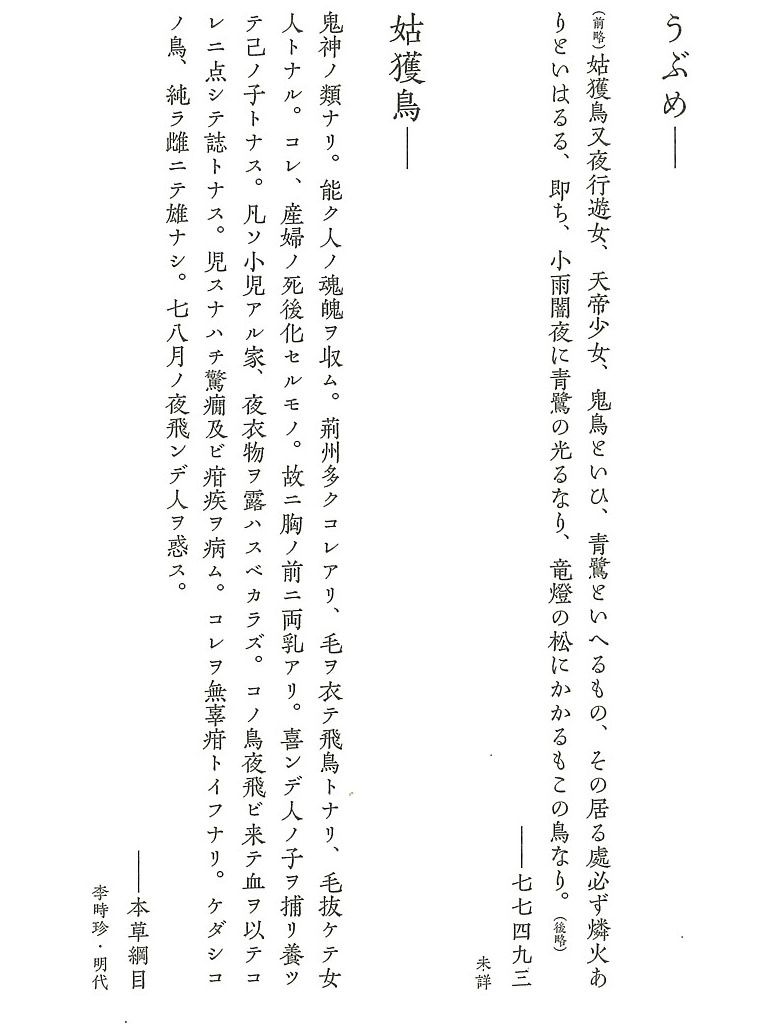 うぶめ――
(前略)姑獲鳥又夜行遊女、天帝少女、鬼鳥といひ、青鷺といへるもの、その居る處必ず燐火あ
りといはるる、即ち、小雨闇夜に青鷺の光るなり、竜燈の松にかかるもこの鳥なり。(後略)
――七七四九三
未詳
姑獲鳥――
鬼神ノ類ナリ。能ク人ノ魂魄ヲ収ム。荊州多クコレアリ、毛ヲ衣テ飛鳥トナリ、毛抜ケテ女
人トナル。コレ、産婦ノ死後化セルモノ。故ニ胸ノ前ニ両乳アリ。喜ンデ人ノ子ヲ捕リ養ツ
テ己ノ子トナス。凡ソ小児アル家、夜衣物ヲ露ハスベカラズ。コノ鳥夜飛ビ来テ血ヲ以テコ
レニ点シテ誌トナス。児スナハチ驚癇及ビ疳疾ヲ病ム。コレヲ無辜疳トイフナリ。ケダシコ
ノ鳥、純ラ雌ニテ雄ナシ。七八月ノ夜飛ンデ人ヲ惑ス。
――本草綱目
李時珍・明代